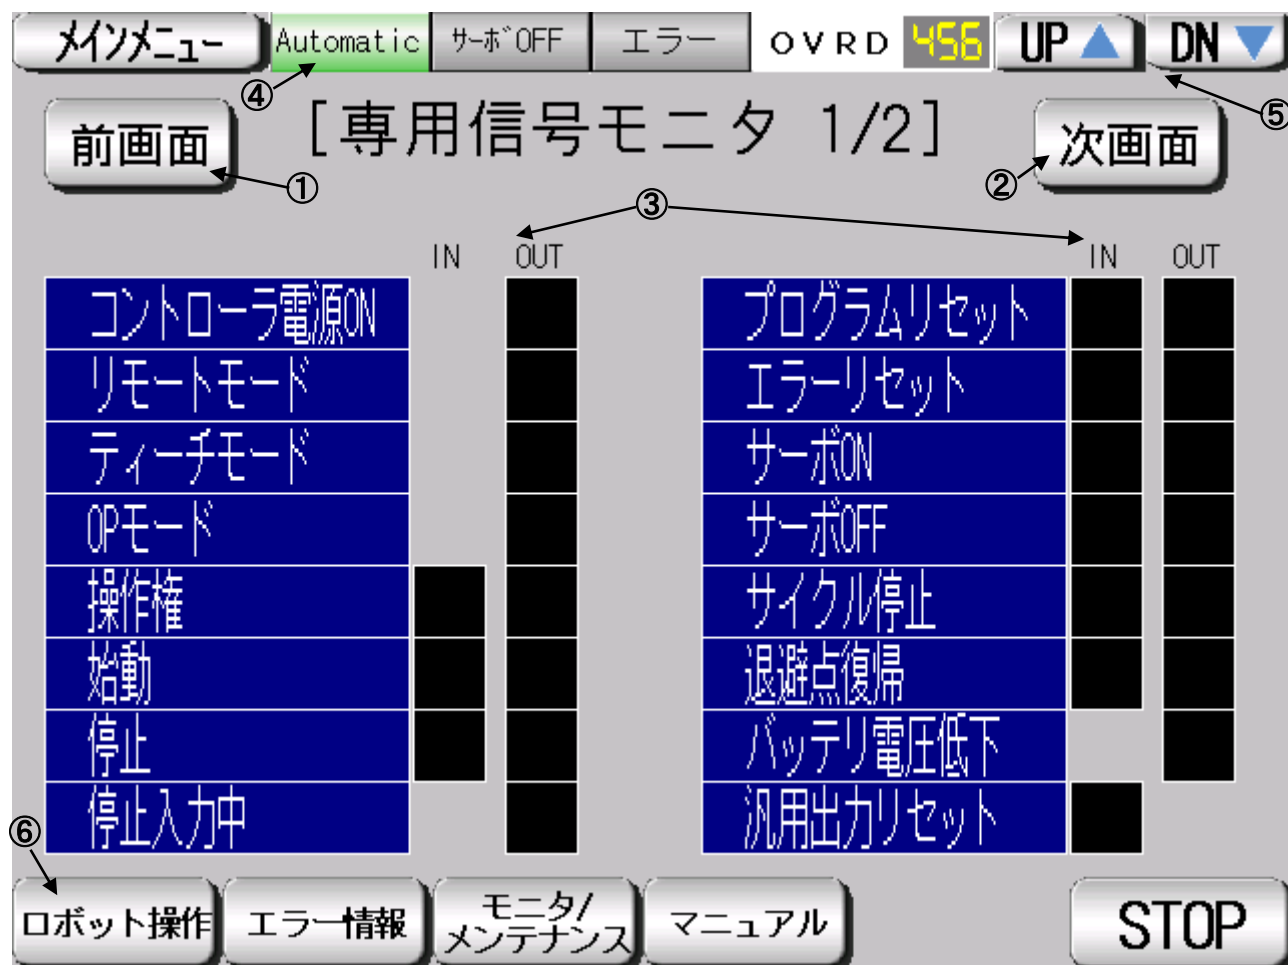 メインメニュー Automatic サーボOFF エラー OVRD 456 UP DN
④ ⑤
前画面 [専用信号モニタ 1/2] 次画面
① ② ③
IN OUT IN OUT
コントローラ電源ON プログラムリセット
リモートモード エラーリセット
ティーチモード サーボON
OPモード サーボOFF
操作権 サイクル停止
始動 退避点復帰
停止 バッテリ電圧低下
停止入力中 汎用出力リセット
⑥
ロボット操作 エラー情報 モニタ/ マニュアル STOP
メンテナンス